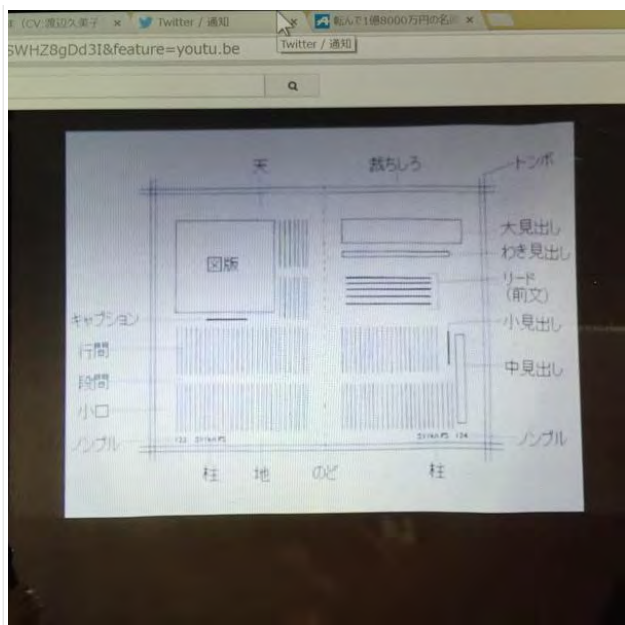 (CV:渡辺久美子)
Twitter / 通知
転んで1億8000万円の名
SWHZ8gDd3I&feature=youtu.be
Twitter / 通知
天
裁ちしろ
トンボ
大見出し
わき見出し
図版
リード
(前文)
キャプション
小見出し
行間
中見出し
段間
小口
ノンブル
ノンブル
柱
地
のど
柱